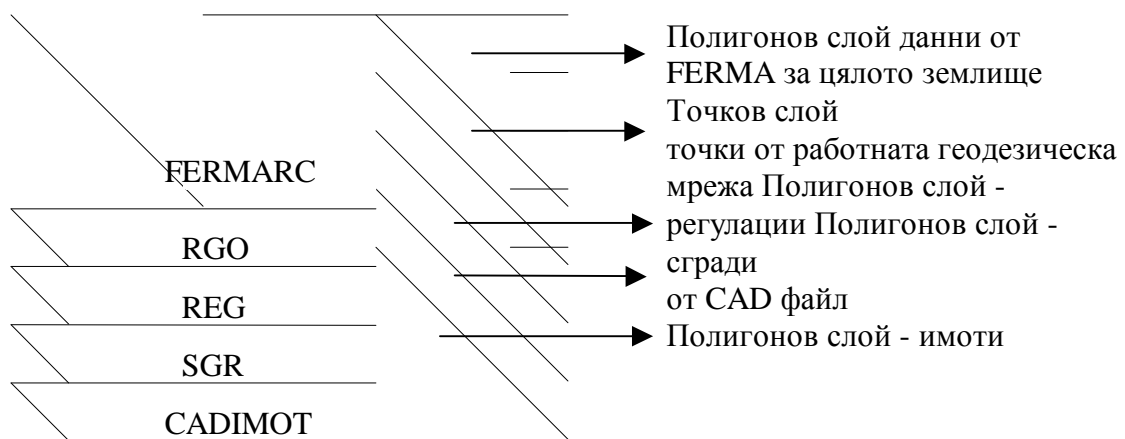 FERMARC
RGO
REG
SGR
CADIMOT
Полигонов слой данни от
FERMA за цялото землище
Точков слой
точки от работната геодезическа
мрежа Полигонов слой -
регулации Полигонов слой -
сгради
от CAD файл
Полигонов слой - имоти